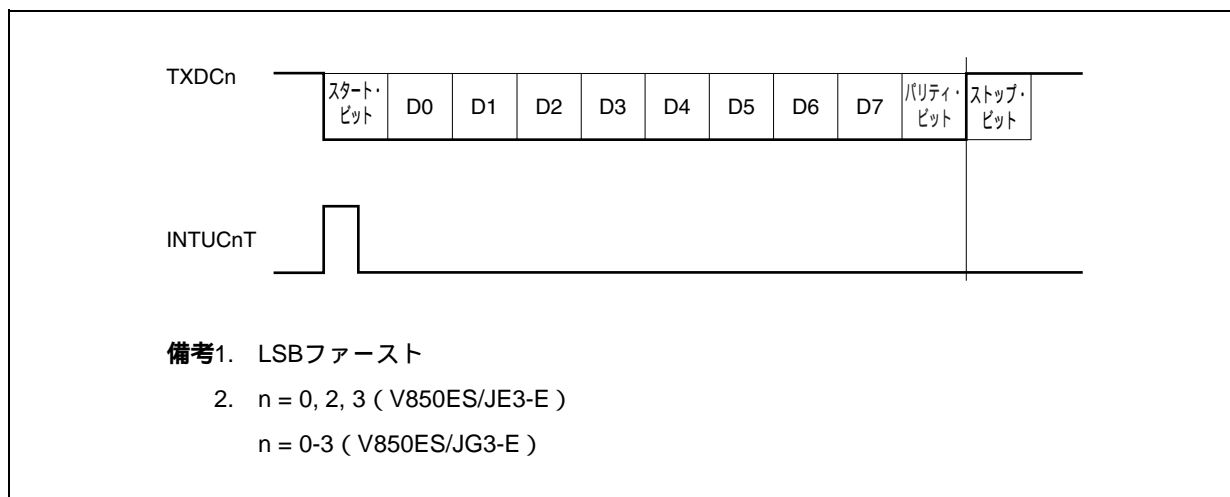 TXDCn
スタート・
ビット
D0
D1
D2
D3
D4
D5
D6
D7
パリティ・
ビット
ストップ・
ビット
INTUCnT
備考1. LSBファースト
2. n = 0, 2, 3 ( V850ES/JE3-E )
n = 0-3 ( V850ES/JG3-E )